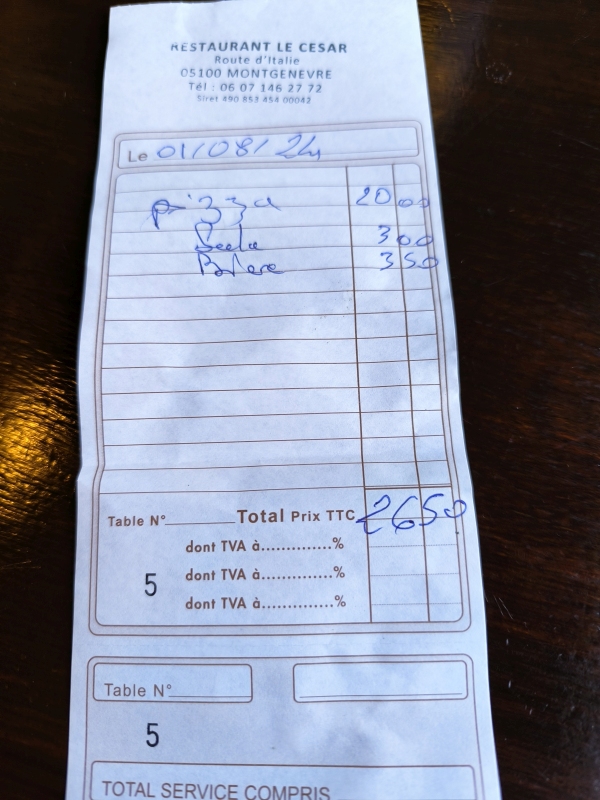 RESTAURANT LE CESAR
Route d'Italie
05100 MONTGENEVRE
Tél : 06 07 146 27 72
Siret 490 853 454 00042
Le 01/08/24
pizza 20 00
3 00
3 50
Table N° Total Prix TTC 26 50
dont TVA à..............%
dont TVA à..............%
5
dont TVA à..............%
Table N°
5
TOTAL SERVICE COMPRIS